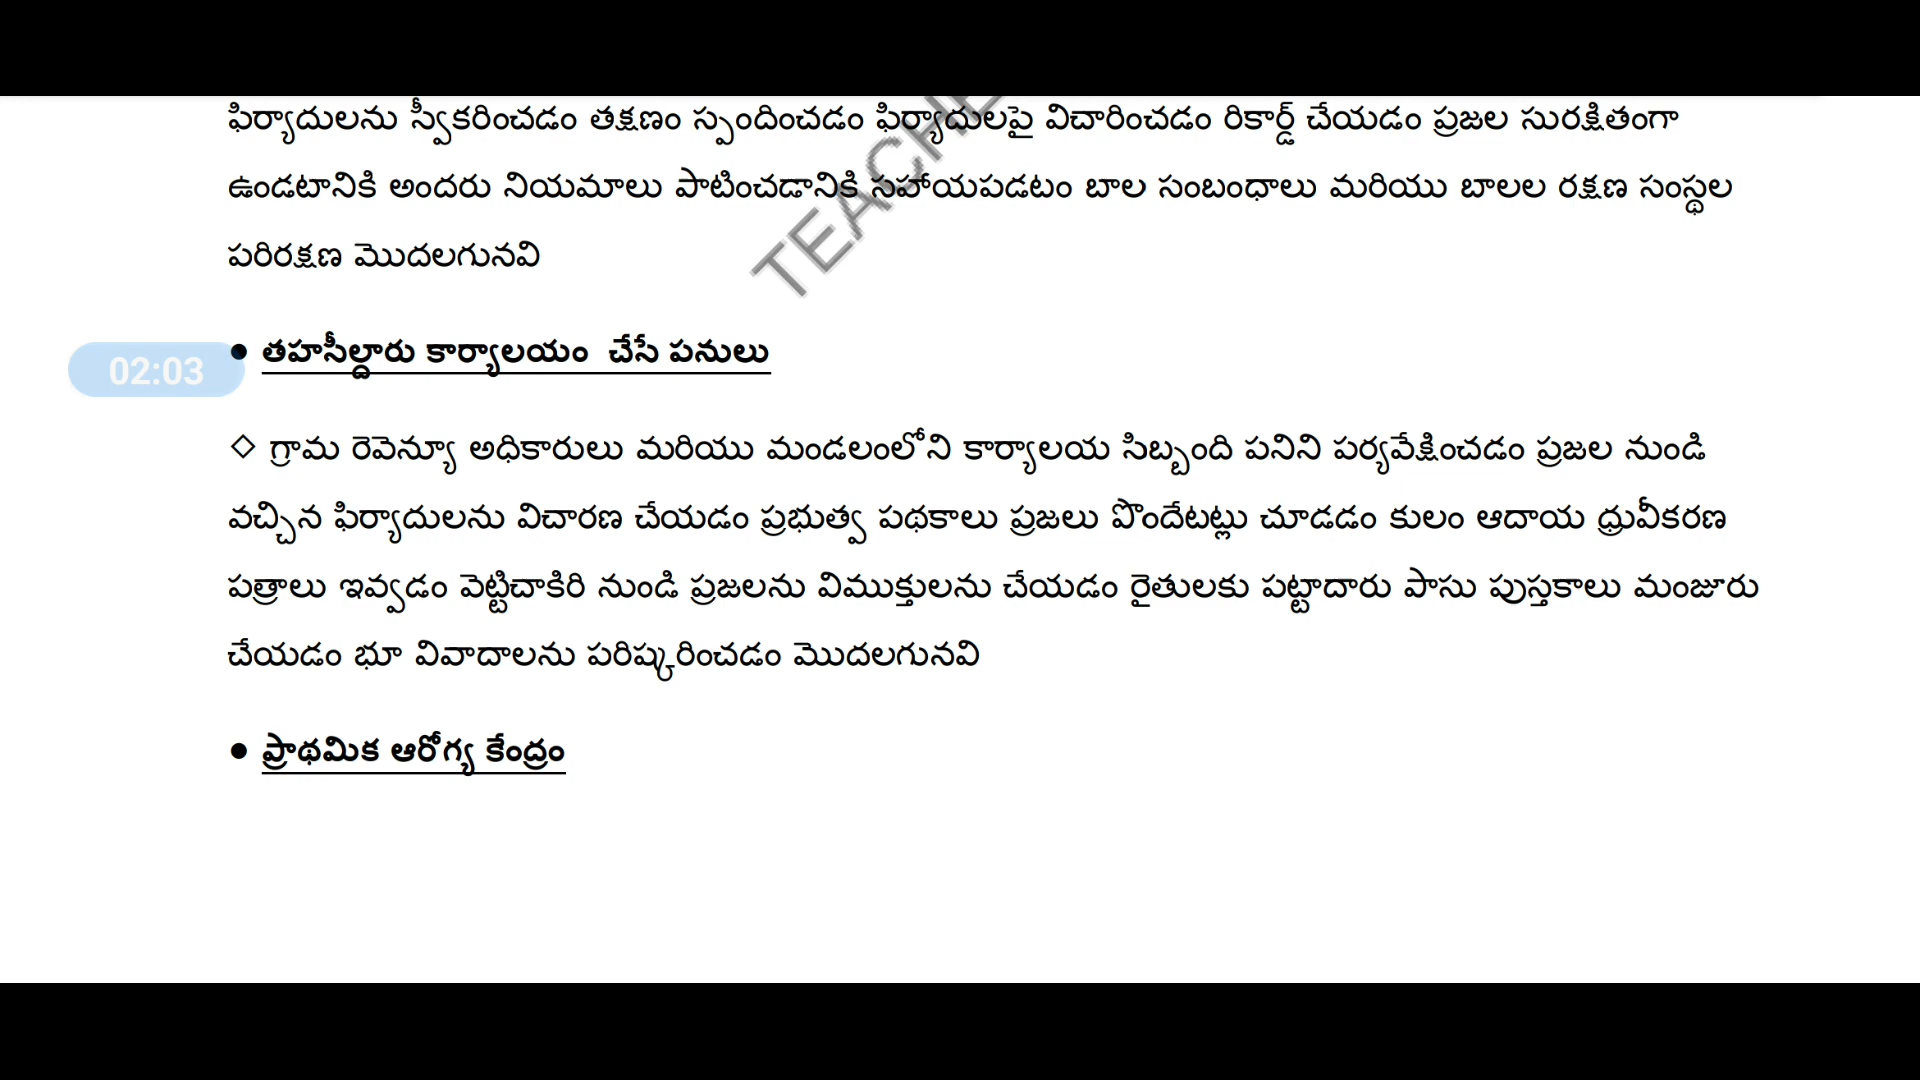 ఫిర్యాదులను స్వీకరించడం తక్షణం స్పందించడం ఫిర్యాదులపై విచారించడం రికార్డ్ చేయడం ప్రజల సురక్షితంగా
ఉండటానికి అందరు నియమాలు పాటించడానికి సహాయపడటం బాల సంబంధాలు మరియు బాలల రక్షణ సంస్థల
పరిరక్షణ మొదలగునవి
TEACHE
● తహసీల్దారు కార్యాలయం చేసే పనులు
02:03
◇ గ్రామ రెవెన్యూ అధికారులు మరియు మండలంలోని కార్యాలయ సిబ్బంది పనిని పర్యవేక్షించడం ప్రజల నుండి
వచ్చిన ఫిర్యాదులను విచారణ చేయడం ప్రభుత్వ పథకాలు ప్రజలు పొందేటట్లు చూడడం కులం ఆదాయ ధ్రువీకరణ
పత్రాలు ఇవ్వడం వెట్టిచాకిరి నుండి ప్రజలను విముక్తులను చేయడం రైతులకు పట్టాదారు పాసు పుస్తకాలు మంజూరు
చేయడం భూ వివాదాలను పరిష్కరించడం మొదలగునవి
● ప్రాథమిక ఆరోగ్య కేంద్రం